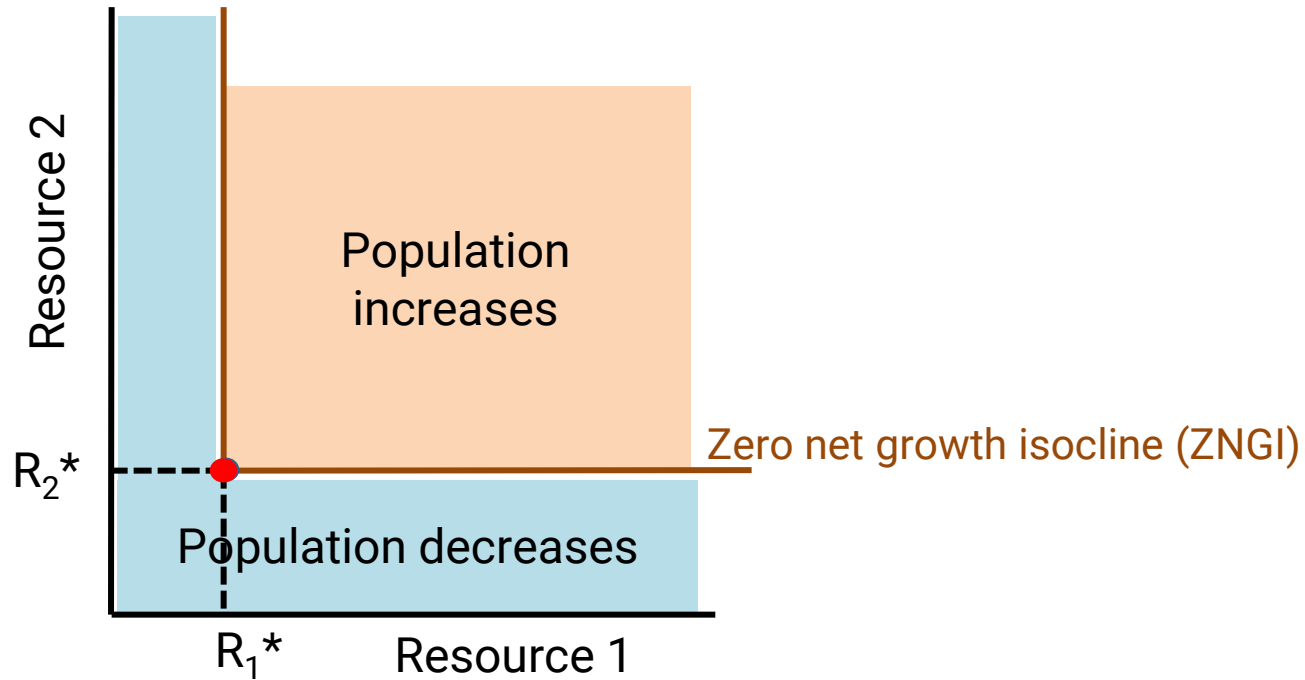 Resource 2
Population
increases
Zero net growth isocline (ZNGI)
R₂*
Population decreases
R₁*
Resource 1